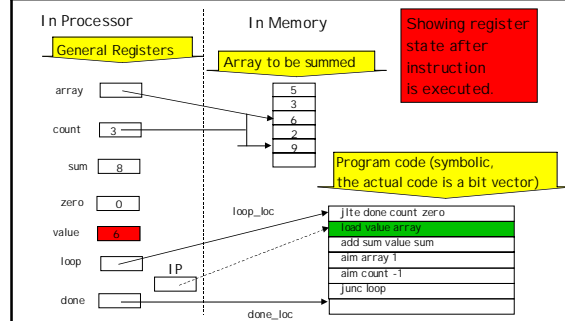 In Processor
In Memory
Showing register
state after
instruction
is executed.
General Registers
Array to be summed
array
count
3
sum
8
zero
0
value
6
loop
IP
done
5
3
6
2
9
Program code (symbolic,
the actual code is a bit vector)
loop_loc
jlte done count zero
load value array
add sum value sum
aim array 1
aim count -1
junc loop
done_loc